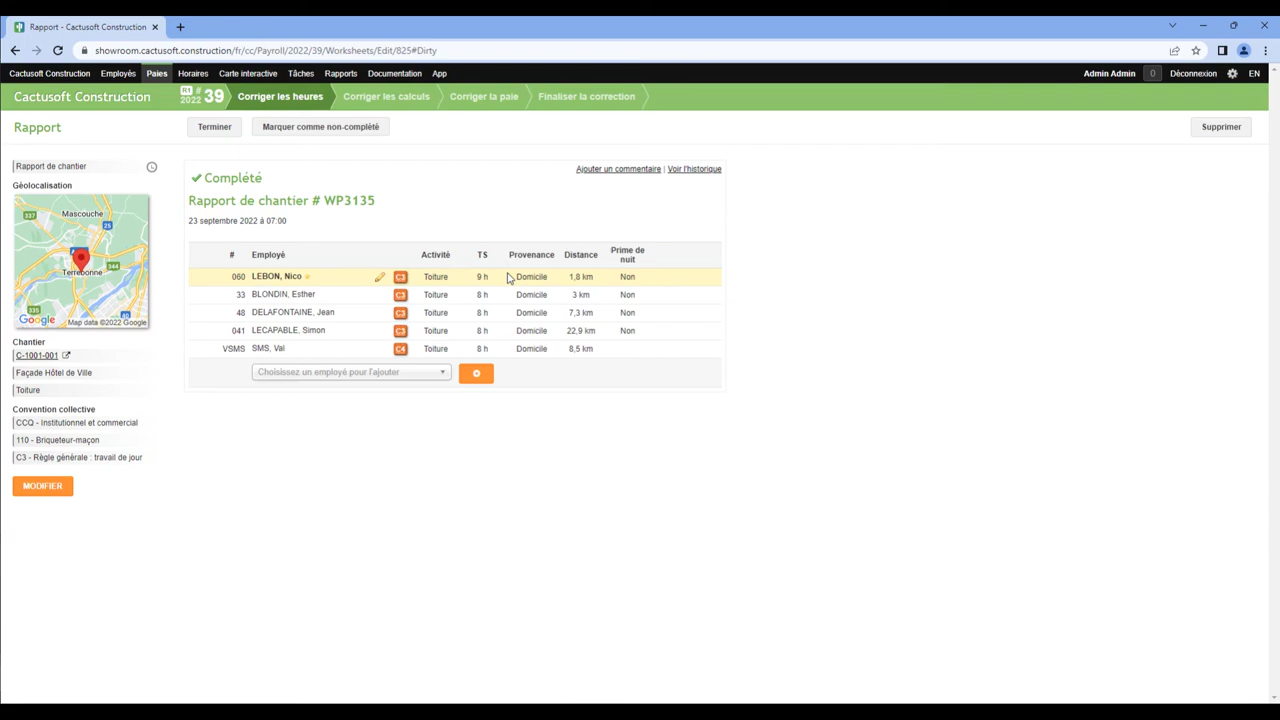 Rapport - Cactusoft Construction
showroom.cactusoft.construction/fr/cc/Payroll/2022/39/Worksheets/Edit/825#Dirty
Cactusoft Construction Employés Paies Horaires Carte interactive Tâches Rapports Documentation App Admin Admin 0 Déconnexion EN
Cactusoft Construction R1 # 2022 39 Corriger les heures Corriger les calculs Corriger la paie Finaliser la correction
Rapport Terminer Marquer comme non-complété Supprimer
Rapport de chantier
Géolocalisation
337
Mascouche
25
335
Terrebonne
344
640
335
Google Map data ©2022 Google
Chantier
C-1001-001
Façade Hôtel de Ville
Toiture
Convention collective
CCQ - Institutionnel et commercial
110 - Briqueteur-maçon
C3 - Règle générale : travail de jour
MODIFIER
Ajouter un commentaire | Voir l'historique
Complété
Rapport de chantier # WP3135
23 septembre 2022 à 07:00
# Employé Activité TS Provenance Distance Prime de nuit
060 LEBON, Nico C3 Toiture 9 h Domicile 1,8 km Non
33 BLONDIN, Esther C3 Toiture 8 h Domicile 3 km Non
48 DELAFONTAINE, Jean C3 Toiture 8 h Domicile 7,3 km Non
041 LECAPABLE, Simon C3 Toiture 8 h Domicile 22,9 km Non
VSMS SMS, Val C4 Toiture 8 h Domicile 8,5 km
Choisissez un employé pour l'ajouter